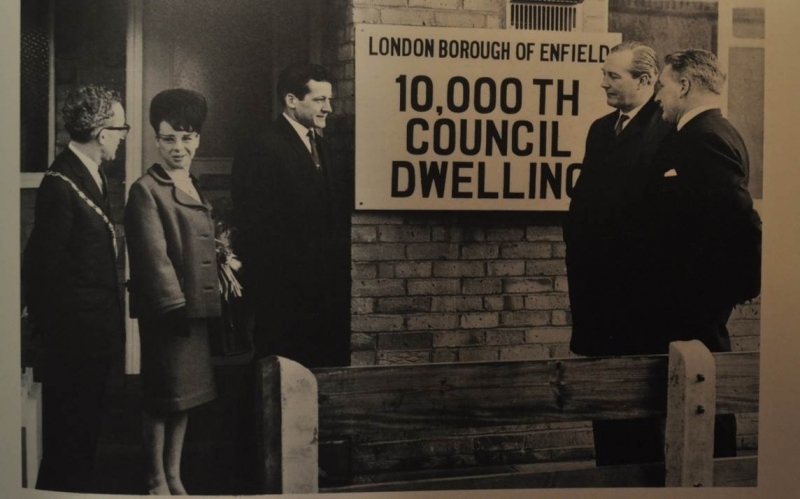 LONDON BOROUGH OF ENFIELD
10,000 TH
COUNCIL
DWELLING